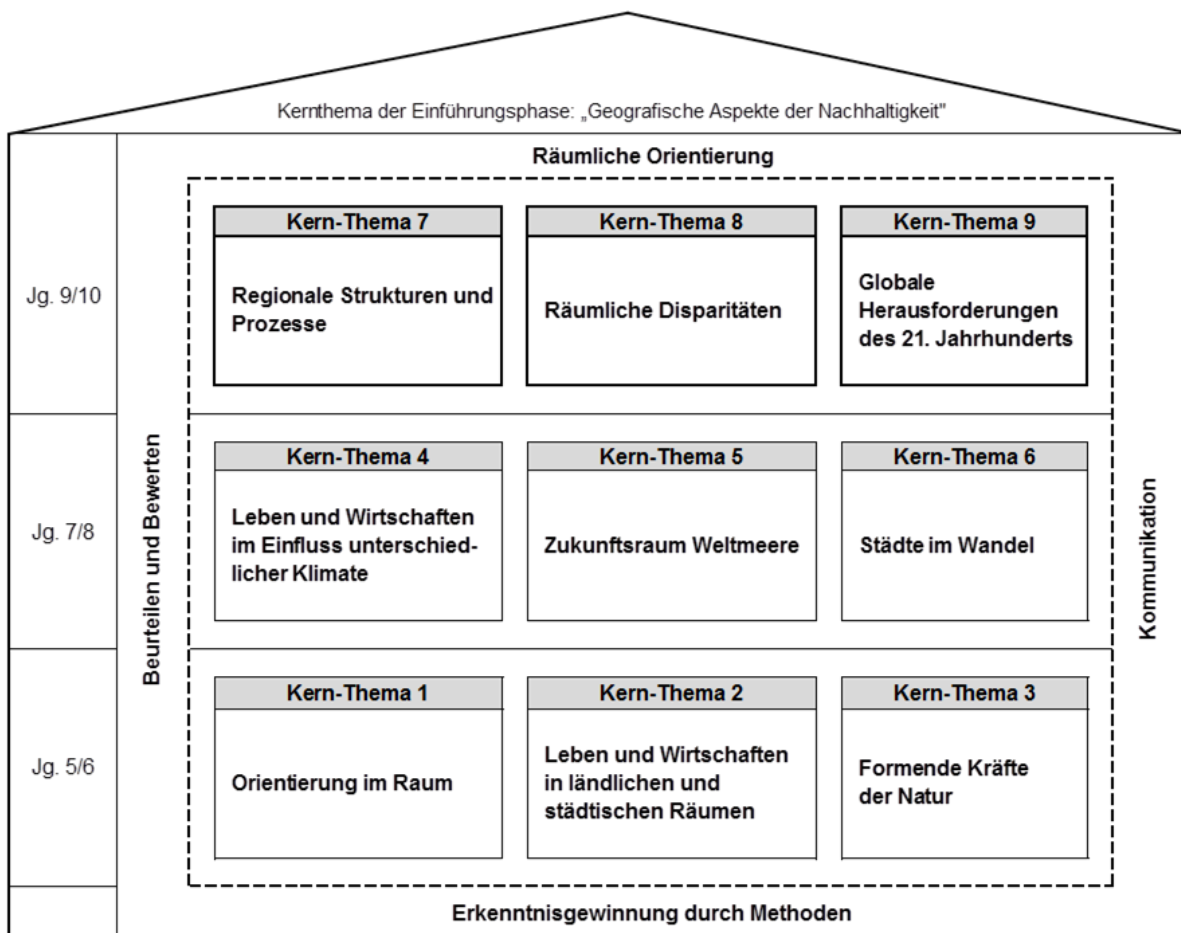 Kernthema der Einführungsphase: „Geografische Aspekte der Nachhaltigkeit"
Räumliche Orientierung
Jg. 9/10
Kern-Thema 7
Regionale Strukturen und
Prozesse
Kern-Thema 8
Räumliche Disparitäten
Kern-Thema 9
Globale
Herausforderungen
des 21. Jahrhunderts
Beurteilen und Bewerten
Jg. 7/8
Kern-Thema 4
Leben und Wirtschaften
im Einfluss unterschied-
licher Klimate
Kern-Thema 5
Zukunftsraum Weltmeere
Kern-Thema 6
Städte im Wandel
Kommunikation
Jg. 5/6
Kern-Thema 1
Orientierung im Raum
Kern-Thema 2
Leben und Wirtschaften
in ländlichen und
städtischen Räumen
Kern-Thema 3
Formende Kräfte
der Natur
Erkenntnisgewinnung durch Methoden